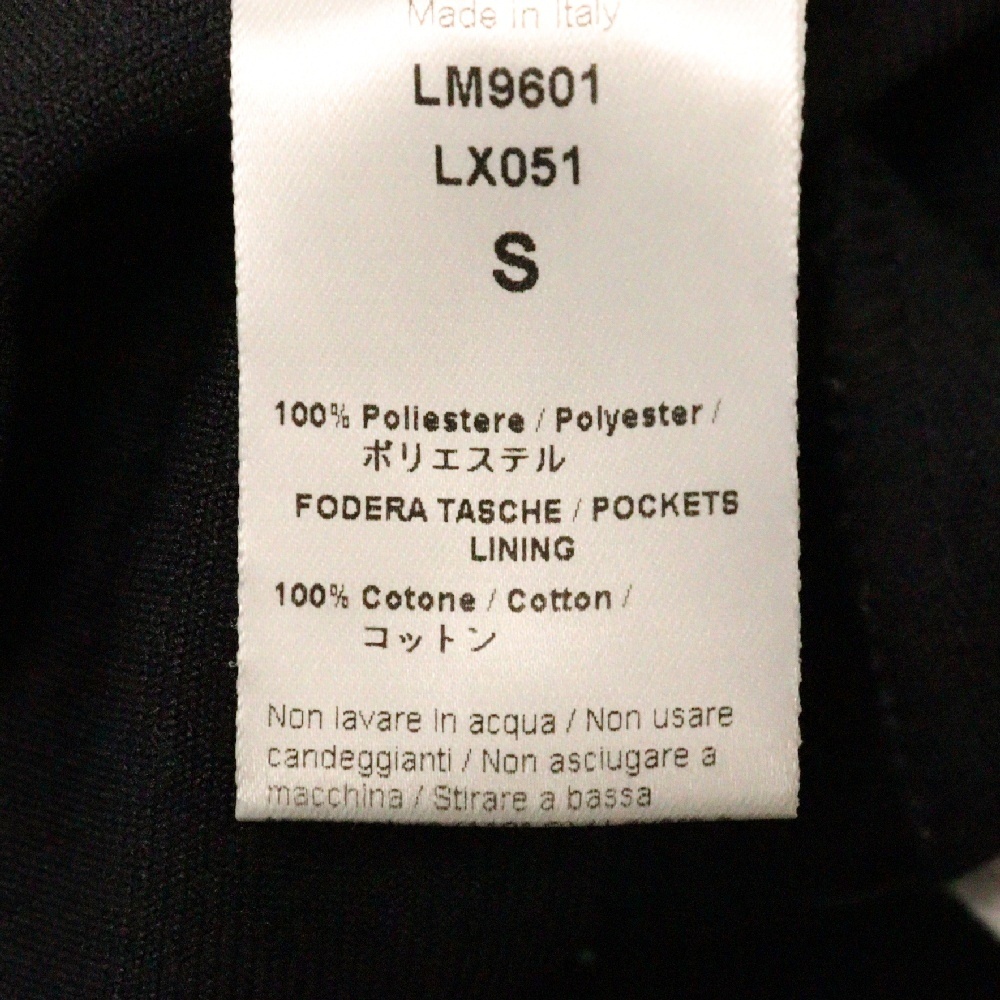 Made in Italy
LM9601
LX051
S
100% Poliestere / Polyester /
ポリエステル
FODERA TASCHE / POCKETS
LINING
100% Cotone / Cotton /
コットン
Non lavare in acqua / Non usare
candeggianti / Non asciugare a
macchina / Stirare a bassa